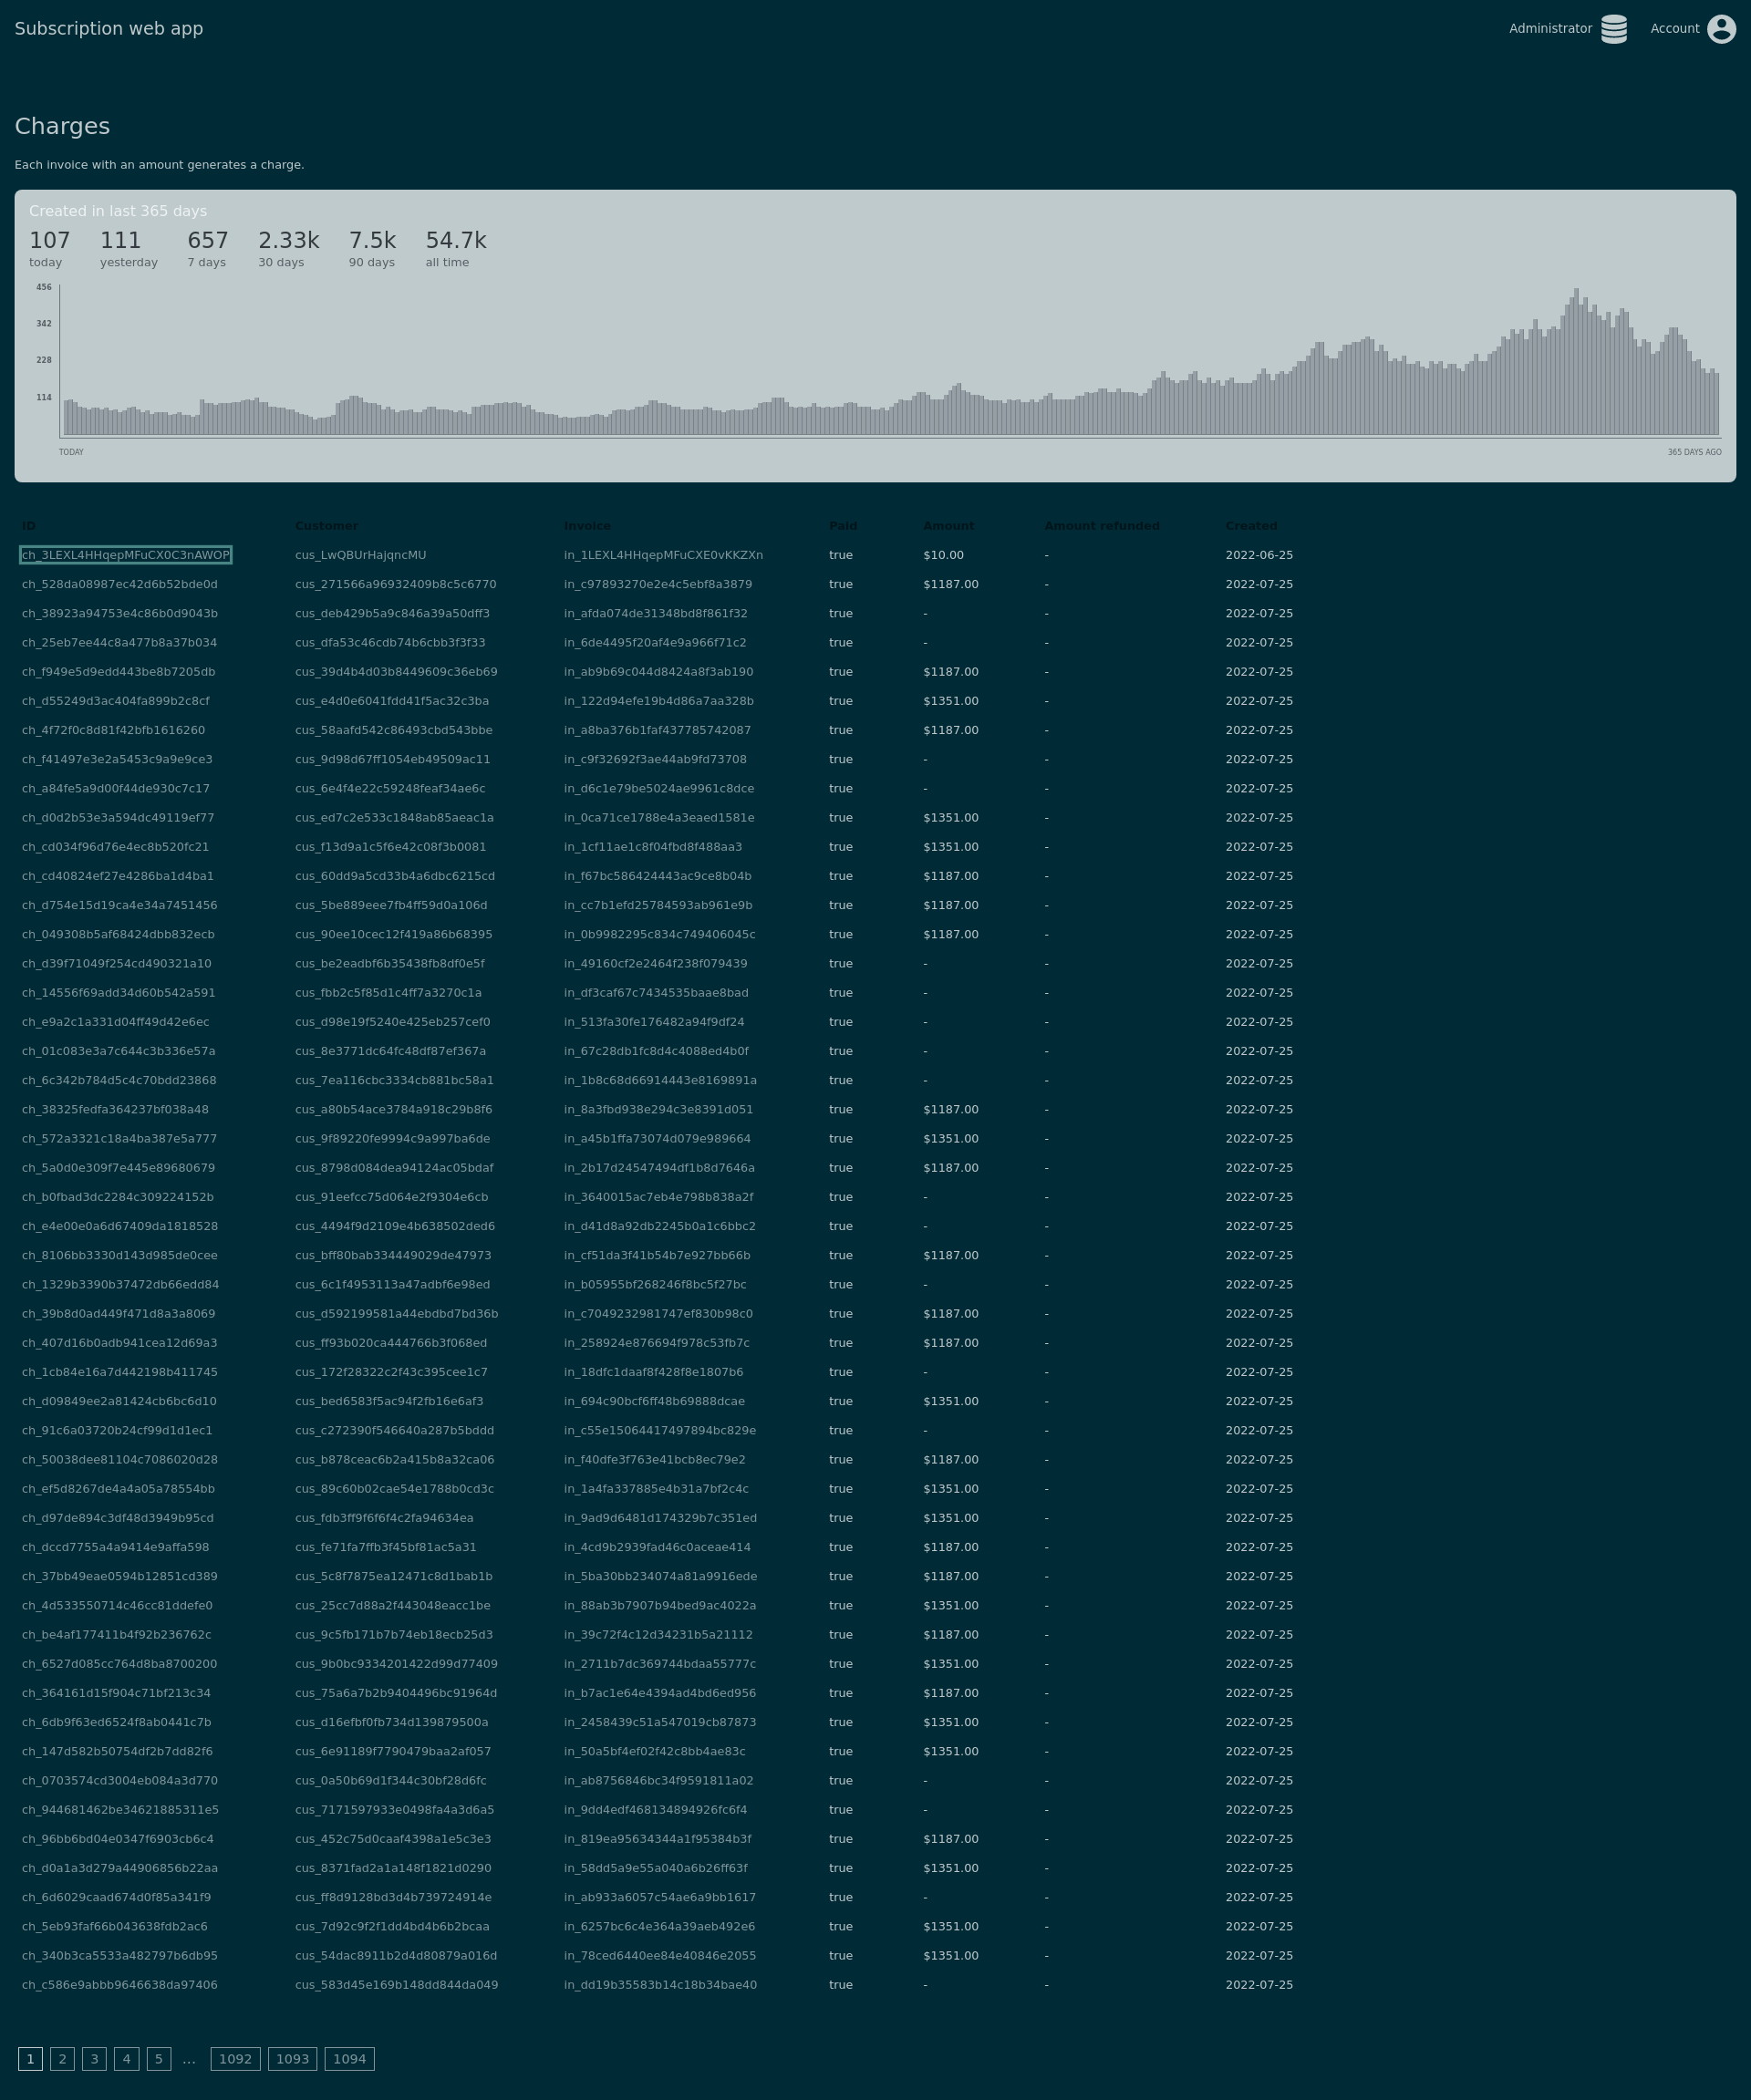 Subscription web app Administrator Account
Charges
Each invoice with an amount generates a charge.
Created in last 365 days
107 111 657 2.33k 7.5k 54.7k
today yesterday 7 days 30 days 90 days all time
456
342
228
114
TODAY 365 DAYS AGO
ID Customer Invoice Paid Amount Amount refunded Created
ch_3LEXL4HHqepMFuCX0C3nAWOP cus_LwQBUrHajqncMU in_1LEXL4HHqepMFuCXE0vKKZXn true $10.00 - 2022-06-25
ch_528da08987ec42d6b52bde0d cus_271566a96932409b8c5c6770 in_c97893270e2e4c5ebf8a3879 true $1187.00 - 2022-07-25
ch_38923a94753e4c86b0d9043b cus_deb429b5a9c846a39a50dff3 in_afda074de31348bd8f861f32 true - - 2022-07-25
ch_25eb7ee44c8a477b8a37b034 cus_dfa53c46cdb74b6cbb3f3f33 in_6de4495f20af4e9a966f71c2 true - - 2022-07-25
ch_f949e5d9edd443be8b7205db cus_39d4b4d03b8449609c36eb69 in_ab9b69c044d8424a8f3ab190 true $1187.00 - 2022-07-25
ch_d55249d3ac404fa899b2c8cf cus_e4d0e6041fdd41f5ac32c3ba in_122d94efe19b4d86a7aa328b true $1351.00 - 2022-07-25
ch_4f72f0c8d81f42bfb1616260 cus_58aafd542c86493cbd543bbe in_a8ba376b1faf437785742087 true $1187.00 - 2022-07-25
ch_f41497e3e2a5453c9a9e9ce3 cus_9d98d67ff1054eb49509ac11 in_c9f32692f3ae44ab9fd73708 true - - 2022-07-25
ch_a84fe5a9d00f44de930c7c17 cus_6e4f4e22c59248feaf34ae6c in_d6c1e79be5024ae9961c8dce true - - 2022-07-25
ch_d0d2b53e3a594dc49119ef77 cus_ed7c2e533c1848ab85aeac1a in_0ca71ce1788e4a3eaed1581e true $1351.00 - 2022-07-25
ch_cd034f96d76e4ec8b520fc21 cus_f13d9a1c5f6e42c08f3b0081 in_1cf11ae1c8f04fbd8f488aa3 true $1351.00 - 2022-07-25
ch_cd40824ef27e4286ba1d4ba1 cus_60dd9a5cd33b4a6dbc6215cd in_f67bc586424443ac9ce8b04b true $1187.00 - 2022-07-25
ch_d754e15d19ca4e34a7451456 cus_5be889eee7fb4ff59d0a106d in_cc7b1efd25784593ab961e9b true $1187.00 - 2022-07-25
ch_049308b5af68424dbb832ecb cus_90ee10cec12f419a86b68395 in_0b9982295c834c749406045c true $1187.00 - 2022-07-25
ch_d39f71049f254cd490321a10 cus_be2eadbf6b35438fb8df0e5f in_49160cf2e2464f238f079439 true - - 2022-07-25
ch_14556f69add34d60b542a591 cus_fbb2c5f85d1c4ff7a3270c1a in_df3caf67c7434535baae8bad true - - 2022-07-25
ch_e9a2c1a331d04ff49d42e6ec cus_d98e19f5240e425eb257cef0 in_513fa30fe176482a94f9df24 true - - 2022-07-25
ch_01c083e3a7c644c3b336e57a cus_8e3771dc64fc48df87ef367a in_67c28db1fc8d4c4088ed4b0f true - - 2022-07-25
ch_6c342b784d5c4c70bdd23868 cus_7ea116cbc3334cb881bc58a1 in_1b8c68d66914443e8169891a true - - 2022-07-25
ch_38325fedfa364237bf038a48 cus_a80b54ace3784a918c29b8f6 in_8a3fbd938e294c3e8391d051 true $1187.00 - 2022-07-25
ch_572a3321c18a4ba387e5a777 cus_9f89220fe9994c9a997ba6de in_a45b1ffa73074d079e989664 true $1351.00 - 2022-07-25
ch_5a0d0e309f7e445e89680679 cus_8798d084dea94124ac05bdaf in_2b17d24547494df1b8d7646a true $1187.00 - 2022-07-25
ch_b0fbad3dc2284c309224152b cus_91eefcc75d064e2f9304e6cb in_3640015ac7eb4e798b838a2f true - - 2022-07-25
ch_e4e00e0a6d67409da1818528 cus_4494f9d2109e4b638502ded6 in_d41d8a92db2245b0a1c6bbc2 true - - 2022-07-25
ch_8106bb3330d143d985de0cee cus_bff80bab334449029de47973 in_cf51da3f41b54b7e927bb66b true $1187.00 - 2022-07-25
ch_1329b3390b37472db66edd84 cus_6c1f4953113a47adbf6e98ed in_b05955bf268246f8bc5f27bc true - - 2022-07-25
ch_39b8d0ad449f471d8a3a8069 cus_d592199581a44ebdbd7bd36b in_c7049232981747ef830b98c0 true $1187.00 - 2022-07-25
ch_407d16b0adb941cea12d69a3 cus_ff93b020ca444766b3f068ed in_258924e876694f978c53fb7c true $1187.00 - 2022-07-25
ch_1cb84e16a7d442198b411745 cus_172f28322c2f43c395cee1c7 in_18dfc1daaf8f428f8e1807b6 true - - 2022-07-25
ch_d09849ee2a81424cb6bc6d10 cus_bed6583f5ac94f2fb16e6af3 in_694c90bcf6ff48b69888dcae true $1351.00 - 2022-07-25
ch_91c6a03720b24cf99d1d1ec1 cus_c272390f546640a287b5bddd in_c55e15064417497894bc829e true - - 2022-07-25
ch_50038dee81104c7086020d28 cus_b878ceac6b2a415b8a32ca06 in_f40dfe3f763e41bcb8ec79e2 true $1187.00 - 2022-07-25
ch_ef5d8267de4a4a05a78554bb cus_89c60b02cae54e1788b0cd3c in_1a4fa337885e4b31a7bf2c4c true $1351.00 - 2022-07-25
ch_d97de894c3df48d3949b95cd cus_fdb3ff9f6f6f4c2fa94634ea in_9ad9d6481d174329b7c351ed true $1351.00 - 2022-07-25
ch_dccd7755a4a9414e9affa598 cus_fe71fa7ffb3f45bf81ac5a31 in_4cd9b2939fad46c0aceae414 true $1187.00 - 2022-07-25
ch_37bb49eae0594b12851cd389 cus_5c8f7875ea12471c8d1bab1b in_5ba30bb234074a81a9916ede true $1187.00 - 2022-07-25
ch_4d533550714c46cc81ddefe0 cus_25cc7d88a2f443048eacc1be in_88ab3b7907b94bed9ac4022a true $1351.00 - 2022-07-25
ch_be4af177411b4f92b236762c cus_9c5fb171b7b74eb18ecb25d3 in_39c72f4c12d34231b5a21112 true $1187.00 - 2022-07-25
ch_6527d085cc764d8ba8700200 cus_9b0bc9334201422d99d77409 in_2711b7dc369744bdaa55777c true $1351.00 - 2022-07-25
ch_364161d15f904c71bf213c34 cus_75a6a7b2b9404496bc91964d in_b7ac1e64e4394ad4bd6ed956 true $1187.00 - 2022-07-25
ch_6db9f63ed6524f8ab0441c7b cus_d16efbf0fb734d139879500a in_2458439c51a547019cb87873 true $1351.00 - 2022-07-25
ch_147d582b50754df2b7dd82f6 cus_6e91189f7790479baa2af057 in_50a5bf4ef02f42c8bb4ae83c true $1351.00 - 2022-07-25
ch_0703574cd3004eb084a3d770 cus_0a50b69d1f344c30bf28d6fc in_ab8756846bc34f9591811a02 true - - 2022-07-25
ch_944681462be34621885311e5 cus_7171597933e0498fa4a3d6a5 in_9dd4edf468134894926fc6f4 true - - 2022-07-25
ch_96bb6bd04e0347f6903cb6c4 cus_452c75d0caaf4398a1e5c3e3 in_819ea95634344a1f95384b3f true $1187.00 - 2022-07-25
ch_d0a1a3d279a44906856b22aa cus_8371fad2a1a148f1821d0290 in_58dd5a9e55a040a6b26ff63f true $1351.00 - 2022-07-25
ch_6d6029caad674d0f85a341f9 cus_ff8d9128bd3d4b739724914e in_ab933a6057c54ae6a9bb1617 true - - 2022-07-25
ch_5eb93faf66b043638fdb2ac6 cus_7d92c9f2f1dd4bd4b6b2bcaa in_6257bc6c4e364a39aeb492e6 true $1351.00 - 2022-07-25
ch_340b3ca5533a482797b6db95 cus_54dac8911b2d4d80879a016d in_78ced6440ee84e40846e2055 true $1351.00 - 2022-07-25
ch_c586e9abbb9646638da97406 cus_583d45e169b148dd844da049 in_dd19b35583b14c18b34bae40 true - - 2022-07-25
1 2 3 4 5 ... 1092 1093 1094